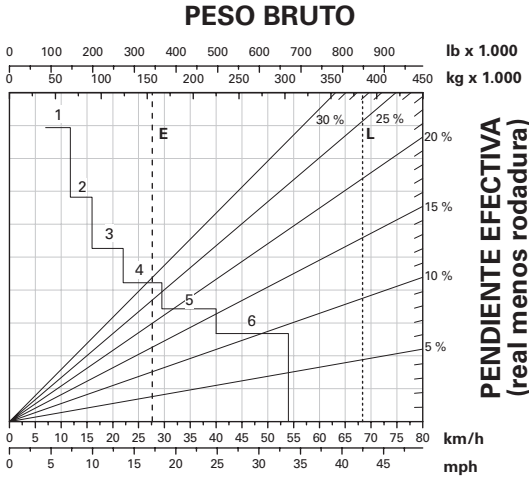 PESO BRUTO
0 100 200 300 400 500 600 700 800 900 lb x 1.000
0 50 100 150 200 250 300 350 400 450 kg x 1.000
1 E 30 % 25 % L
20 %
2
15 %
3
4 10 %
5
6
5 %
PENDIENTE EFECTIVA
(real menos rodadura)
0 5 10 15 20 25 30 35 40 45 50 55 60 65 70 75 80 km/h
0 5 10 15 20 25 30 35 40 45 mph